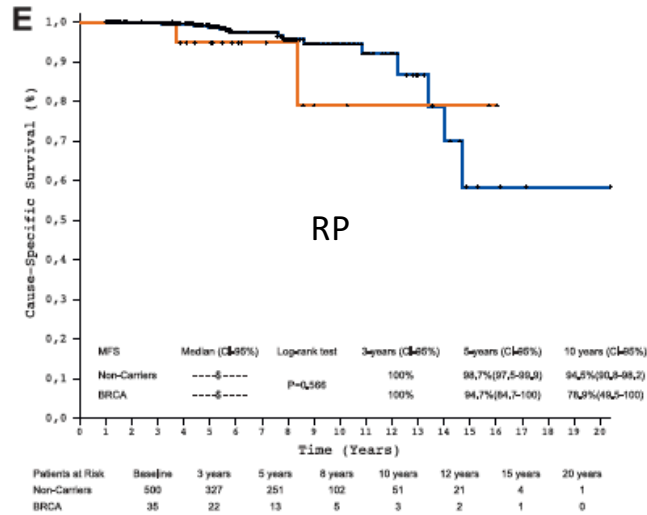 E
Cause-Specific Survival (%)
1,0
0,9
0,8
0,7
0,6
0,5
0,4
0,3
0,2
0,1
0,0
RP
MFS Median (CI-95%) Log-rank test 3-years (CI-95%) 5-years (CI-95%) 10 years (CI-95%)
Non-Carriers ----$----- P=0,566 100% 98,7%(97,5-99,9) 94,5%(90,8-98,2)
BRCA ----$----- 100% 94,7%(84,7-100) 78,9%(49,5-100)
0 1 2 3 4 5 6 7 8 9 10 11 12 13 14 15 16 17 18 19 20
Time (Years)
Patients at Risk Baseline 3 years 5 years 8 years 10 years 12 years 15 years 20 years
Non-Carriers 500 327 251 102 51 21 4 1
BRCA 35 22 13 5 3 2 1 0